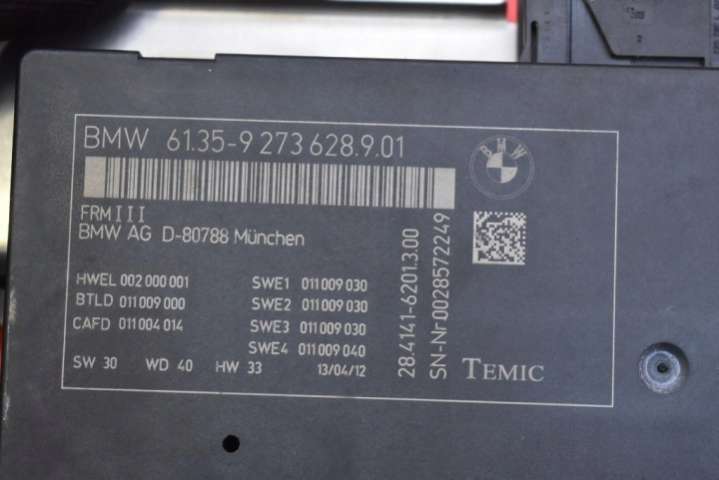 BMW 61.35-9 273 628.9.01
BMW
FRM III
BMW AG D-80788 München
HWEL 002 000 001
BTLD 011 009 000
CAFD 011 004 014
SWE1 011 009 030
SWE2 011 009 030
SWE3 011 009 030
SWE4 011 009 040
SW 30 WD 40 HW 33 13/04/12
28.4141-6201.3.00
SN-Nr 0028572249
TEMIC